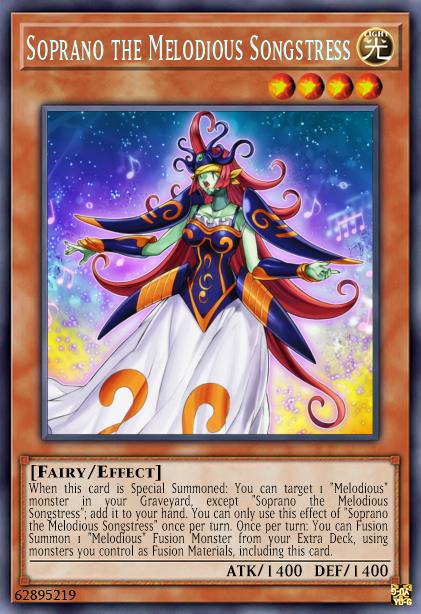 SOPRANO THE MELODIOUS SONGSTRESS
LIGHT
光
[FAIRY/EFFECT]
When this card is Special Summoned: You can target 1 "Melodious"
monster in your Graveyard, except "Soprano the Melodious
Songstress"; add it to your hand. You can only use this effect of "Soprano
the Melodious Songstress" once per turn. Once per turn: You can Fusion
Summon 1 "Melodious" Fusion Monster from your Extra Deck, using
monsters you control as Fusion Materials, including this card.
ATK/1400 DEF/1400
62895219